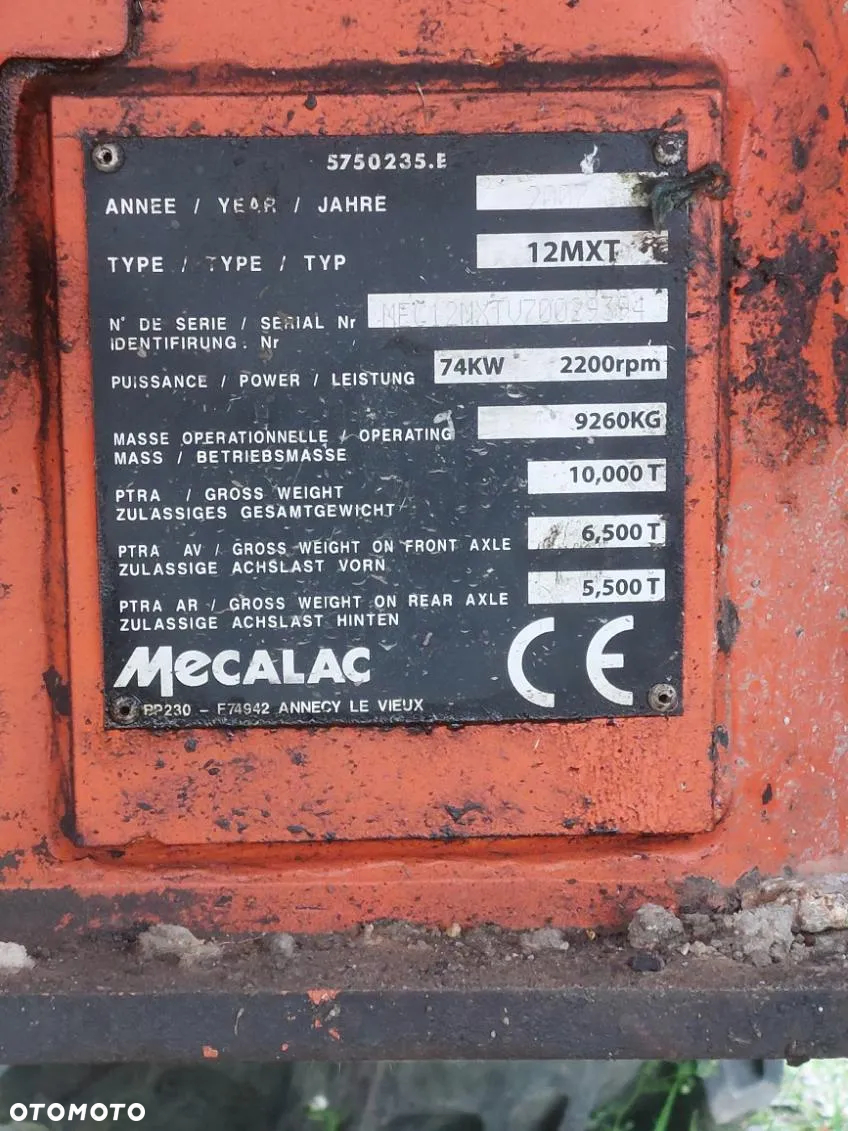 5750235.E
ANNEE / YEAR / JAHRE 2007
TYPE / TYPE / TYP 12MXT
N° DE SERIE / SERIAL Nr
IDENTIFIRUNG. Nr
PUISSANCE / POWER / LEISTUNG 74KW 2200rpm
MASSE OPERATIONNELLE / OPERATING 9260KG
MASS / BETRIEBSMASSE
PTRA / GROSS WEIGHT 10,000 T
ZULASSIGES GESAMTGEWICHT
PTRA AV / GROSS WEIGHT ON FRONT AXLE 6,500 T
ZULASSIGE ACHSLAST VORN
PTRA AR / GROSS WEIGHT ON REAR AXLE 5,500 T
ZULASSIGE ACHSLAST HINTEN
MECALAC CE
BP230 - F74942 ANNECY LE VIEUX
OTOMOTO